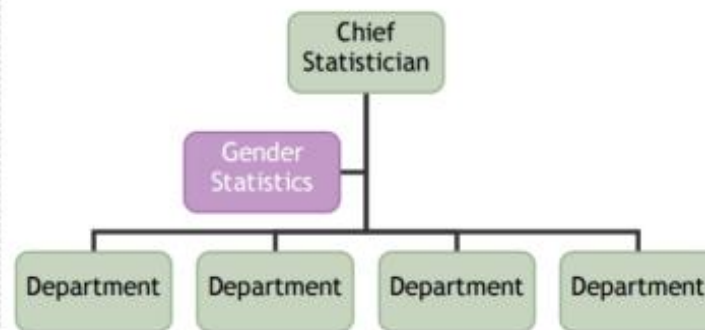 Chief
Statistician
Gender
Statistics
Department
Department
Department
Department